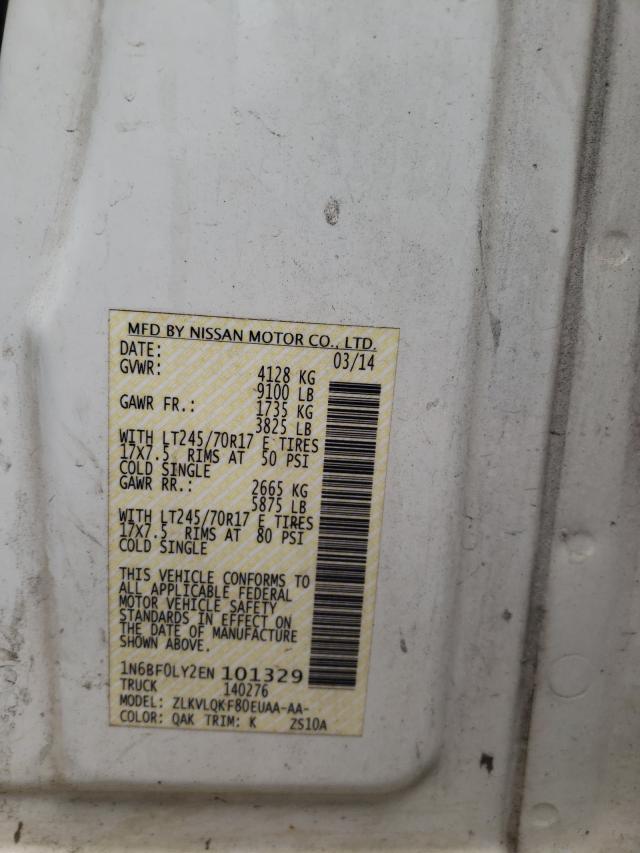 MFD BY NISSAN MOTOR CO., LTD.
DATE: 03/14
GVWR: 4128 KG
9100 LB
GAWR FR.: 1735 KG
3825 LB
WITH LT245/70R17 E TIRES
17X7.5 RIMS AT 50 PSI
COLD SINGLE
GAWR RR.: 2665 KG
5875 LB
WITH LT245/70R17 E TIRES
17X7.5 RIMS AT 80 PSI
COLD SINGLE
THIS VEHICLE CONFORMS TO
ALL APPLICABLE FEDERAL
MOTOR VEHICLE SAFETY
STANDARDS IN EFFECT ON
THE DATE OF MANUFACTURE
SHOWN ABOVE.
1N6BF0LY2EN 101329
TRUCK 140276
MODEL: ZLKVLQKF80EUAA-AA-
COLOR: QAK TRIM: K ZS10A